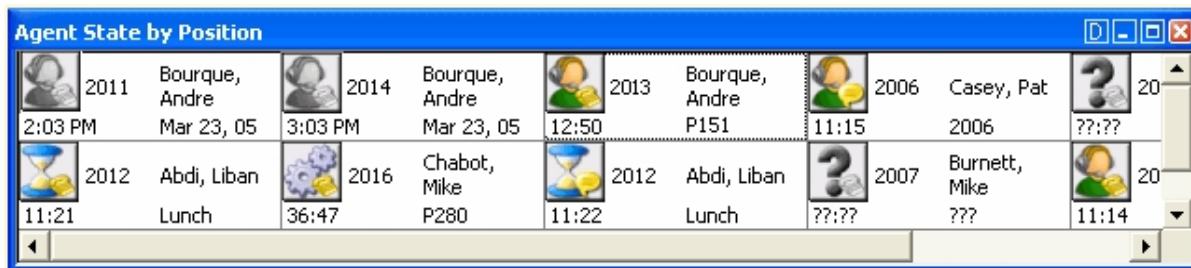 Agent State by Position
D
2011 Bourque, Andre 2014 Bourque, Andre 2013 Bourque, Andre 2006 Casey, Pat 20
2:03 PM Mar 23, 05 3:03 PM Mar 23, 05 12:50 P151 11:15 2006 ??:??
2012 Abdi, Liban 2016 Chabot, Mike 2012 Abdi, Liban 2007 Burnett, Mike 20
11:21 Lunch 36:47 P280 11:22 Lunch ??:?? ??? 11:14